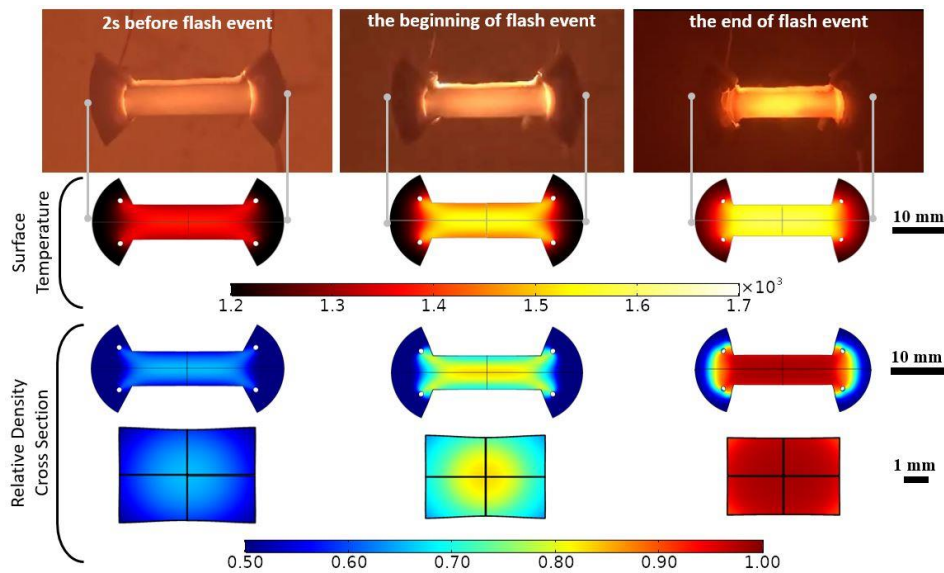 2s before flash event
the beginning of flash event
the end of flash event
Surface
Temperature
10 mm
×10³
1.2 1.3 1.4 1.5 1.6 1.7
Relative Density
Cross Section
10 mm
1 mm
0.50 0.60 0.70 0.80 0.90 1.00